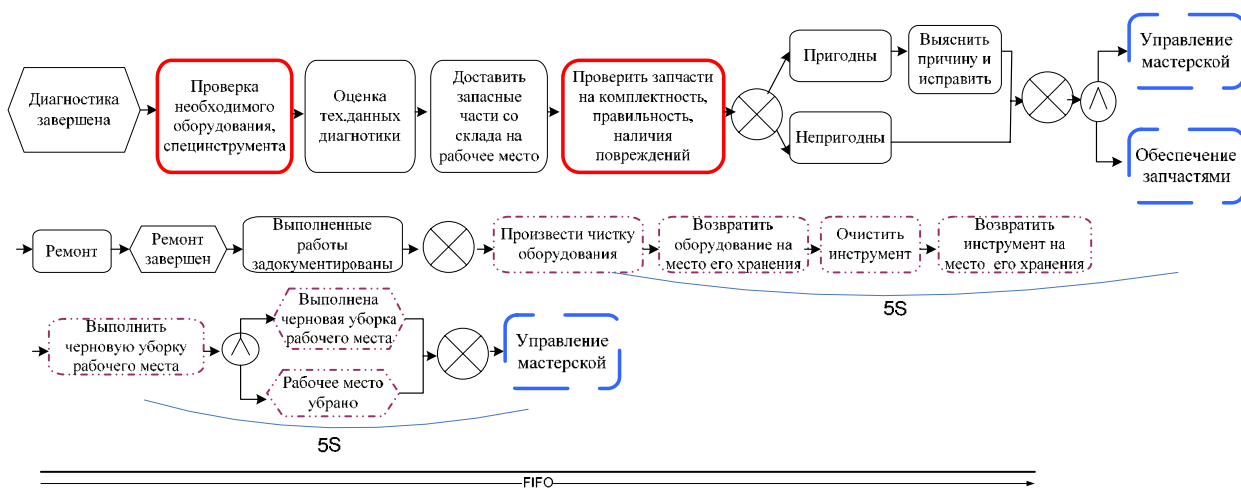 Диагностика
завершена
Проверка
необходимого
оборудования,
специнструмента
Оценка
тех.данных
диагнотики
Доставить
запасные
части со
склада на
рабочее место
Проверить запчасти
на комплектность,
правильность,
наличия
повреждений
Пригодны
Непригодны
Выяснить
причину и
исправить
Управление
мастерской
Обеспечение
запчастями
Ремонт
Ремонт
завершен
Выполненные
работы
задокументированы
Произвести чистку
оборудования
Возвратить
оборудование на
место его хранения
Очистить
инструмент
Возвратить
инструмент на
место его хранения
5S
Выполнить
черновую уборку
рабочего места
Выполнена
черновая уборка
рабочего места
Рабочее место
убрано
Управление
мастерской
5S
FIFO